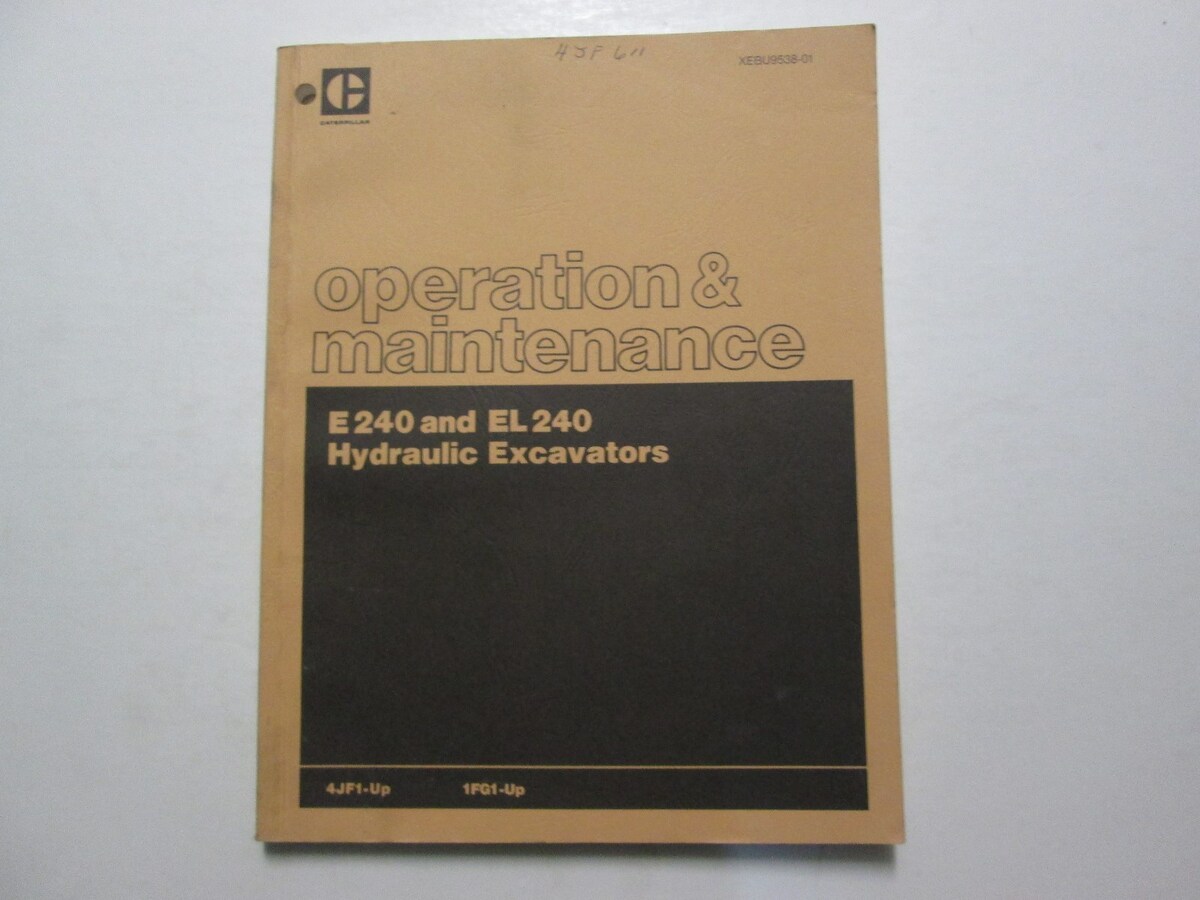 4JF 611
XEBU9538-01
CATERPILLAR
operation &
maintenance
E240 and EL240
Hydraulic Excavators
4JF1-Up 1FG1-Up